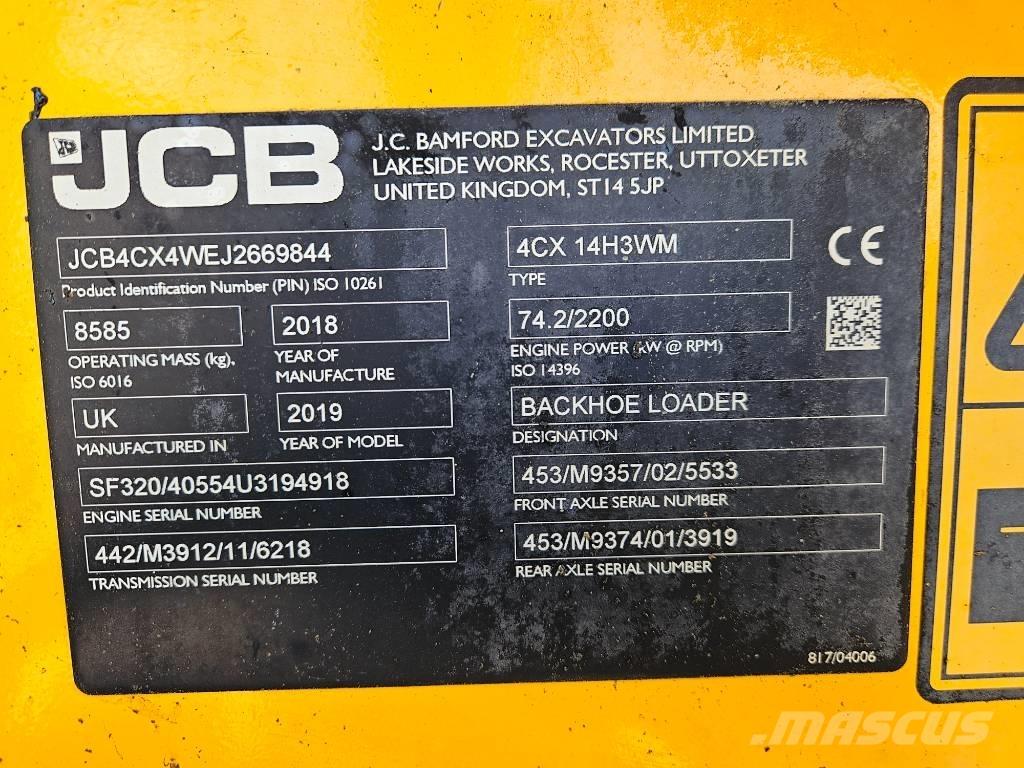 JCB
J.C. BAMFORD EXCAVATORS LIMITED
LAKESIDE WORKS, ROCESTER, UTTOXETER
UNITED KINGDOM, ST14 5JP.
JCB4CX4WEJ2669844
Product Identification Number (PIN) ISO 10261
4CX 14H3WM
TYPE
CE
8585
OPERATING MASS (kg),
ISO 6016
2018
YEAR OF
MANUFACTURE
74.2/2200
ENGINE POWER (kW @ RPM)
ISO 14396
UK
MANUFACTURED IN
2019
YEAR OF MODEL
BACKHOE LOADER
DESIGNATION
SF320/40554U3194918
ENGINE SERIAL NUMBER
453/M9357/02/5533
FRONT AXLE SERIAL NUMBER
442/M3912/11/6218
TRANSMISSION SERIAL NUMBER
453/M9374/01/3919
REAR AXLE SERIAL NUMBER
817/04006
MASCUS